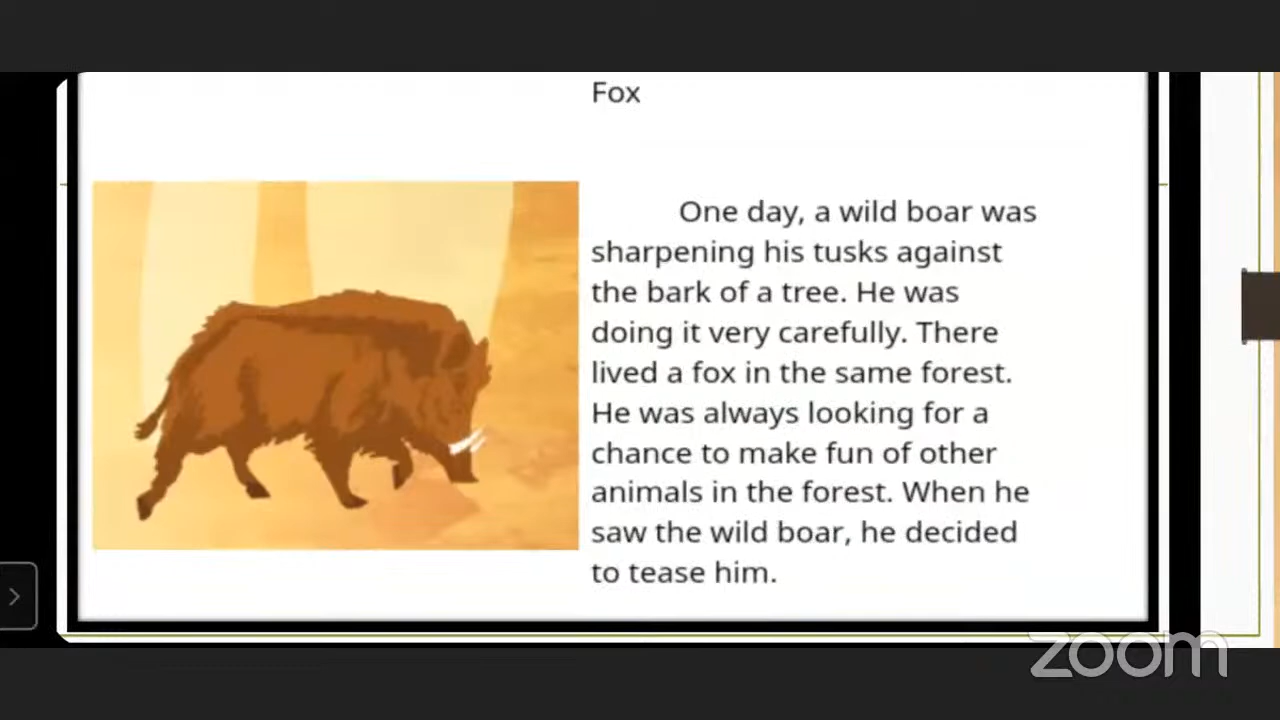 Fox
One day, a wild boar was
sharpening his tusks against
the bark of a tree. He was
doing it very carefully. There
lived a fox in the same forest.
He was always looking for a
chance to make fun of other
animals in the forest. When he
saw the wild boar, he decided
to tease him.
zoom